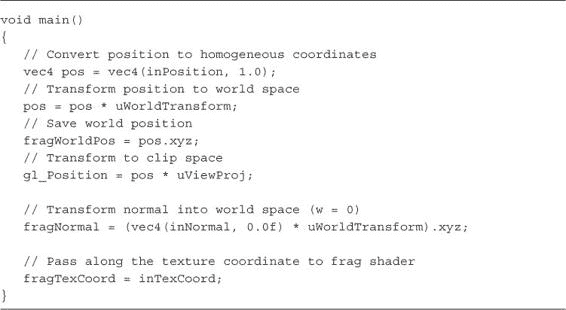 void main()
{
   // Convert position to homogeneous coordinates
   vec4 pos = vec4(inPosition, 1.0);
   // Transform position to world space
   pos = pos * uWorldTransform;
   // Save world position
   fragWorldPos = pos.xyz;
   // Transform to clip space
   gl_Position = pos * uViewProj;

   // Transform normal into world space (w = 0)
   fragNormal = (vec4(inNormal, 0.0f) * uWorldTransform).xyz;

   // Pass along the texture coordinate to frag shader
   fragTexCoord = inTexCoord;
}